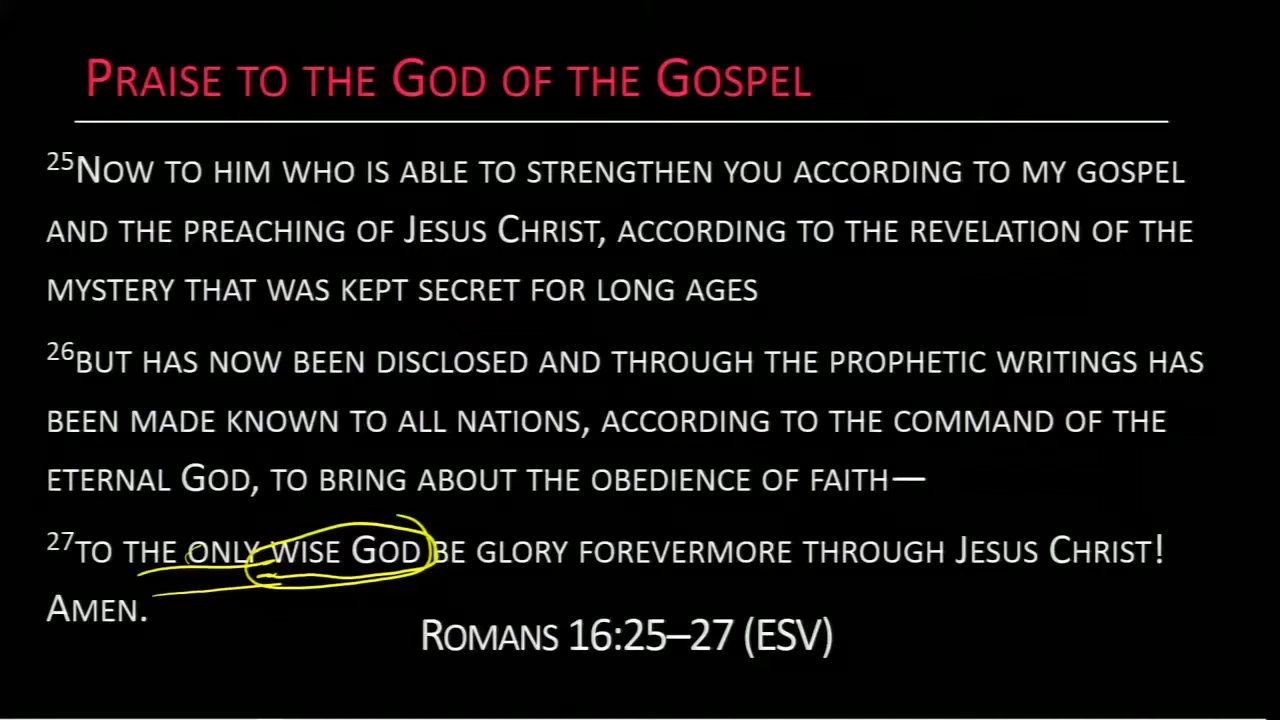 Praise to the God of the Gospel
25Now to him who is able to strengthen you according to my gospel
and the preaching of Jesus Christ, according to the revelation of the
mystery that was kept secret for long ages
26but has now been disclosed and through the prophetic writings has
been made known to all nations, according to the command of the
eternal God, to bring about the obedience of faith—
27to the only wise God be glory forevermore through Jesus Christ!
Amen.
Romans 16:25–27 (ESV)